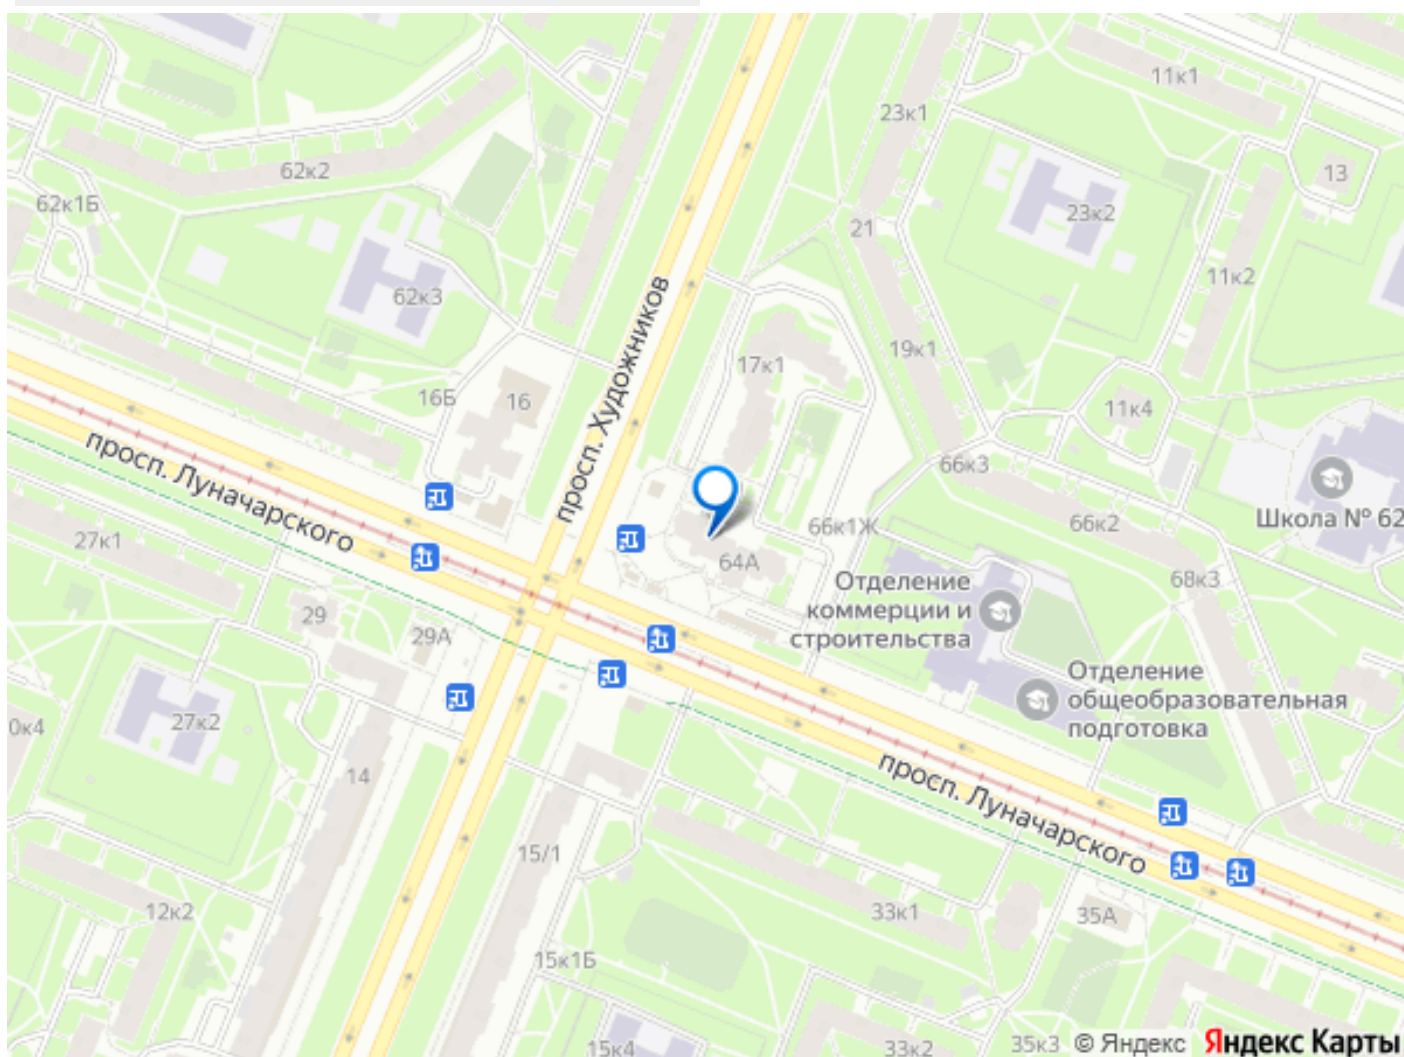 11к1
23к1
62к2
13
62к1Б
23к2
21
11к2
62к3
просп. Художников
19к1
17к1
16Б
16
11к4
просп. Луначарского
66к3
Школа № 62
66к2
66к1Ж
27к1
64А
68к3
Отделение
коммерции и
строительства
29
29А
Отделение
общеобразовательная
подготовка
0к4
27к2
14
просп. Луначарского
15/1
12к2
33к1
35А
15к1Б
15к4
33к2
35к3
© Яндекс
Яндекс Карты